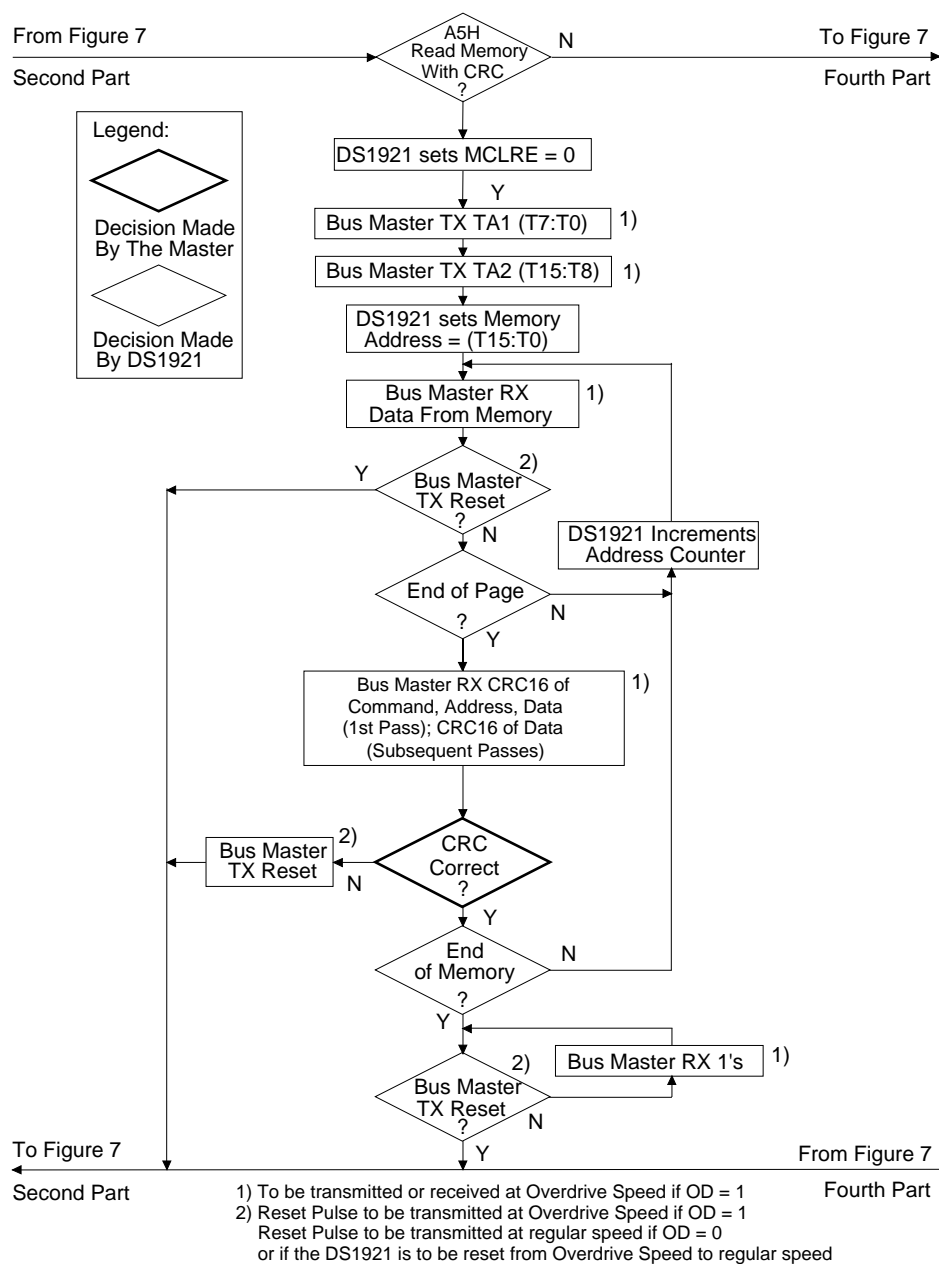 From Figure 7
Second Part
A5H
Read Memory
With CRC
?
N
To Figure 7
Fourth Part
Legend:
Decision Made
By The Master
Decision Made
By DS1921
DS1921 sets MCLRE = 0
Y
Bus Master TX TA1 (T7:T0)
1)
Bus Master TX TA2 (T15:T8)
1)
DS1921 sets Memory
Address = (T15:T0)
Bus Master RX
Data From Memory
1)
Y
2)
Bus Master
TX Reset
?
N
DS1921 Increments
Address Counter
End of Page
?
N
Y
Bus Master RX CRC16 of
Command, Address, Data
(1st Pass); CRC16 of Data
(Subsequent Passes)
1)
CRC
Correct
?
N
2)
Bus Master
TX Reset
Y
End
of Memory
?
N
Y
2)
Bus Master
TX Reset
?
N
Bus Master RX 1's
1)
Y
To Figure 7
Second Part
From Figure 7
Fourth Part
1) To be transmitted or received at Overdrive Speed if OD = 1
2) Reset Pulse to be transmitted at Overdrive Speed if OD = 1
Reset Pulse to be transmitted at regular speed if OD = 0
or if the DS1921 is to be reset from Overdrive Speed to regular speed